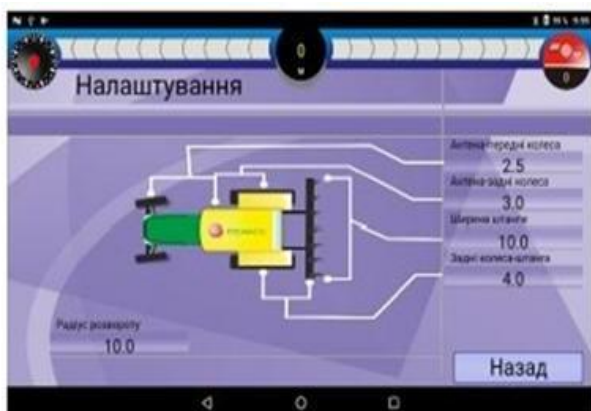 0
м
0
Налаштування
Антена-передні колеса
2.5
Антена-задні колеса
3.0
Ширина штанги
10.0
Задні колеса-штанга
4.0
Радіус розвороту
10.0
Назад